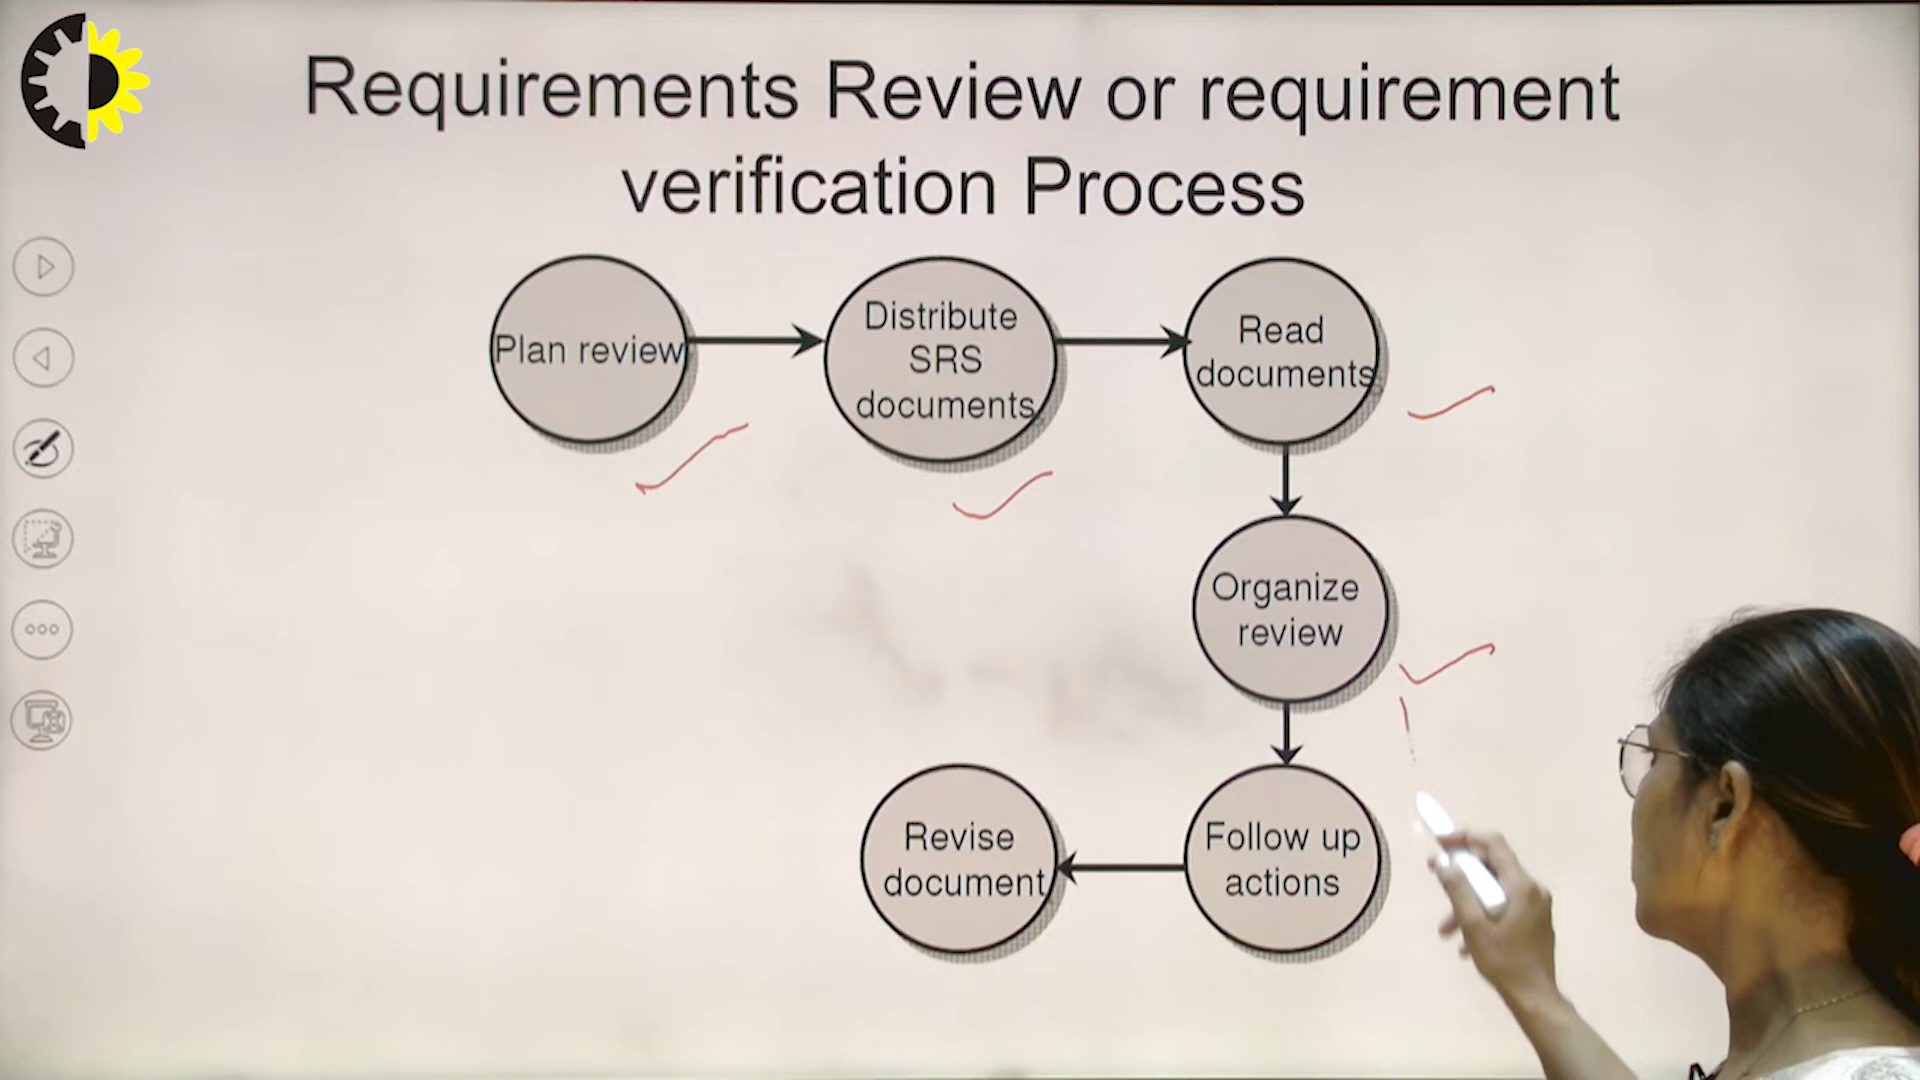 Requirements Review or requirement
verification Process
Plan review
Distribute
SRS
documents
Read
documents
Organize
review
Follow up
actions
Revise
document